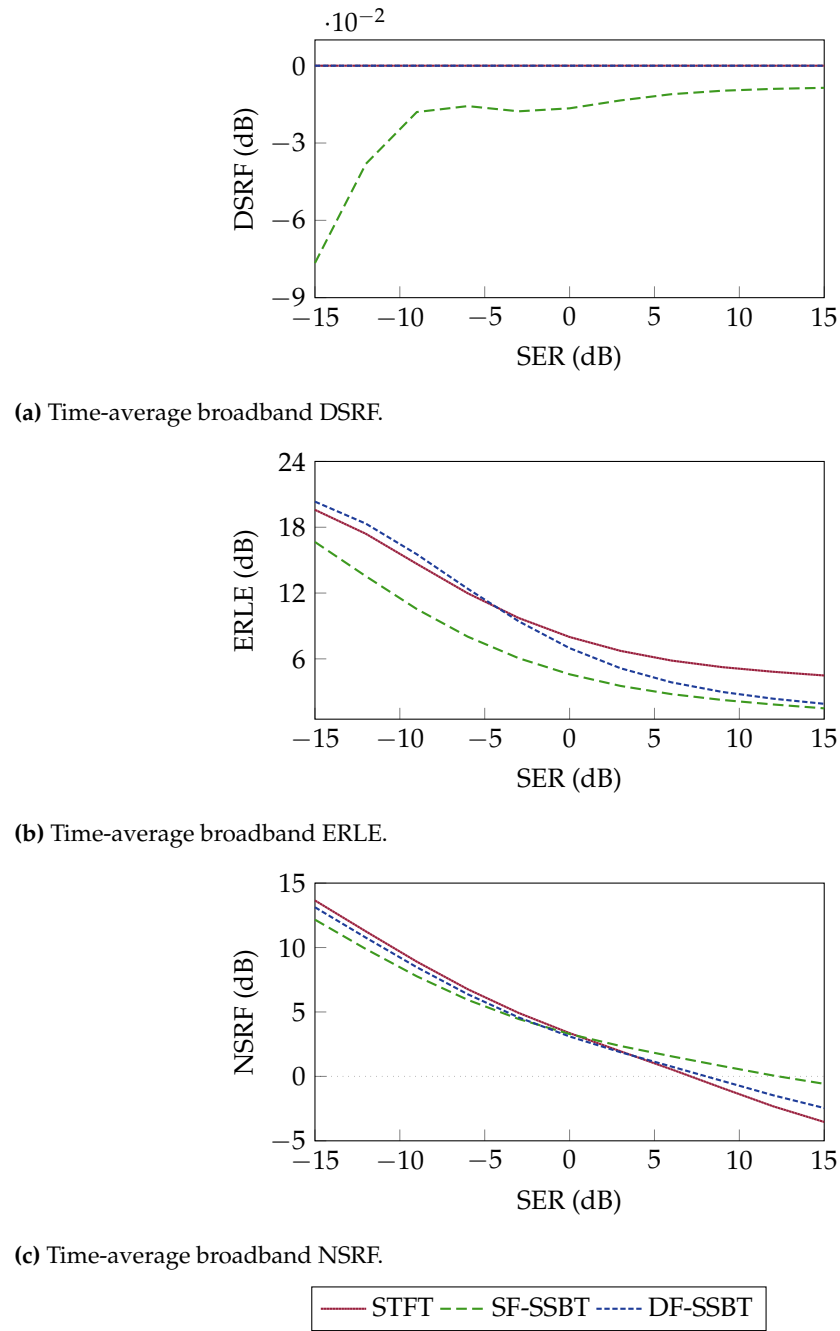 ·10−2
0
−3
−6
−9
DSRF (dB)
−15 −10 −5 0 5 10 15
SER (dB)
(a) Time-average broadband DSRF.
24
18
12
6
ERLE (dB)
−15 −10 −5 0 5 10 15
SER (dB)
(b) Time-average broadband ERLE.
15
10
5
0
−5
NSRF (dB)
−15 −10 −5 0 5 10 15
SER (dB)
(c) Time-average broadband NSRF.
STFT SF-SSBT DF-SSBT